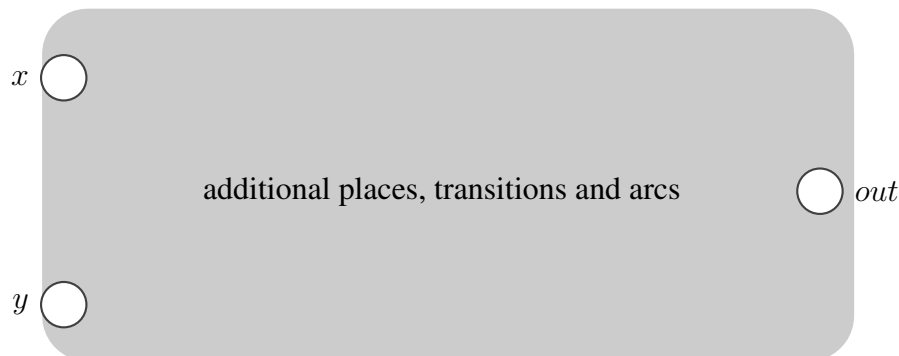 x
additional places, transitions and arcs
out
y